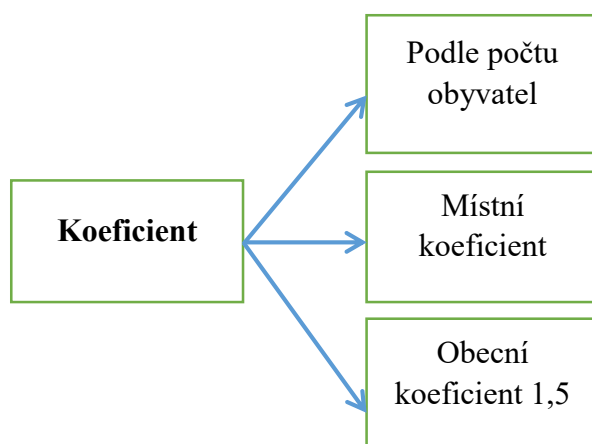 Podle počtu
obyvatel
Koeficient
Místní
koeficient
Obecní
koeficient 1,5